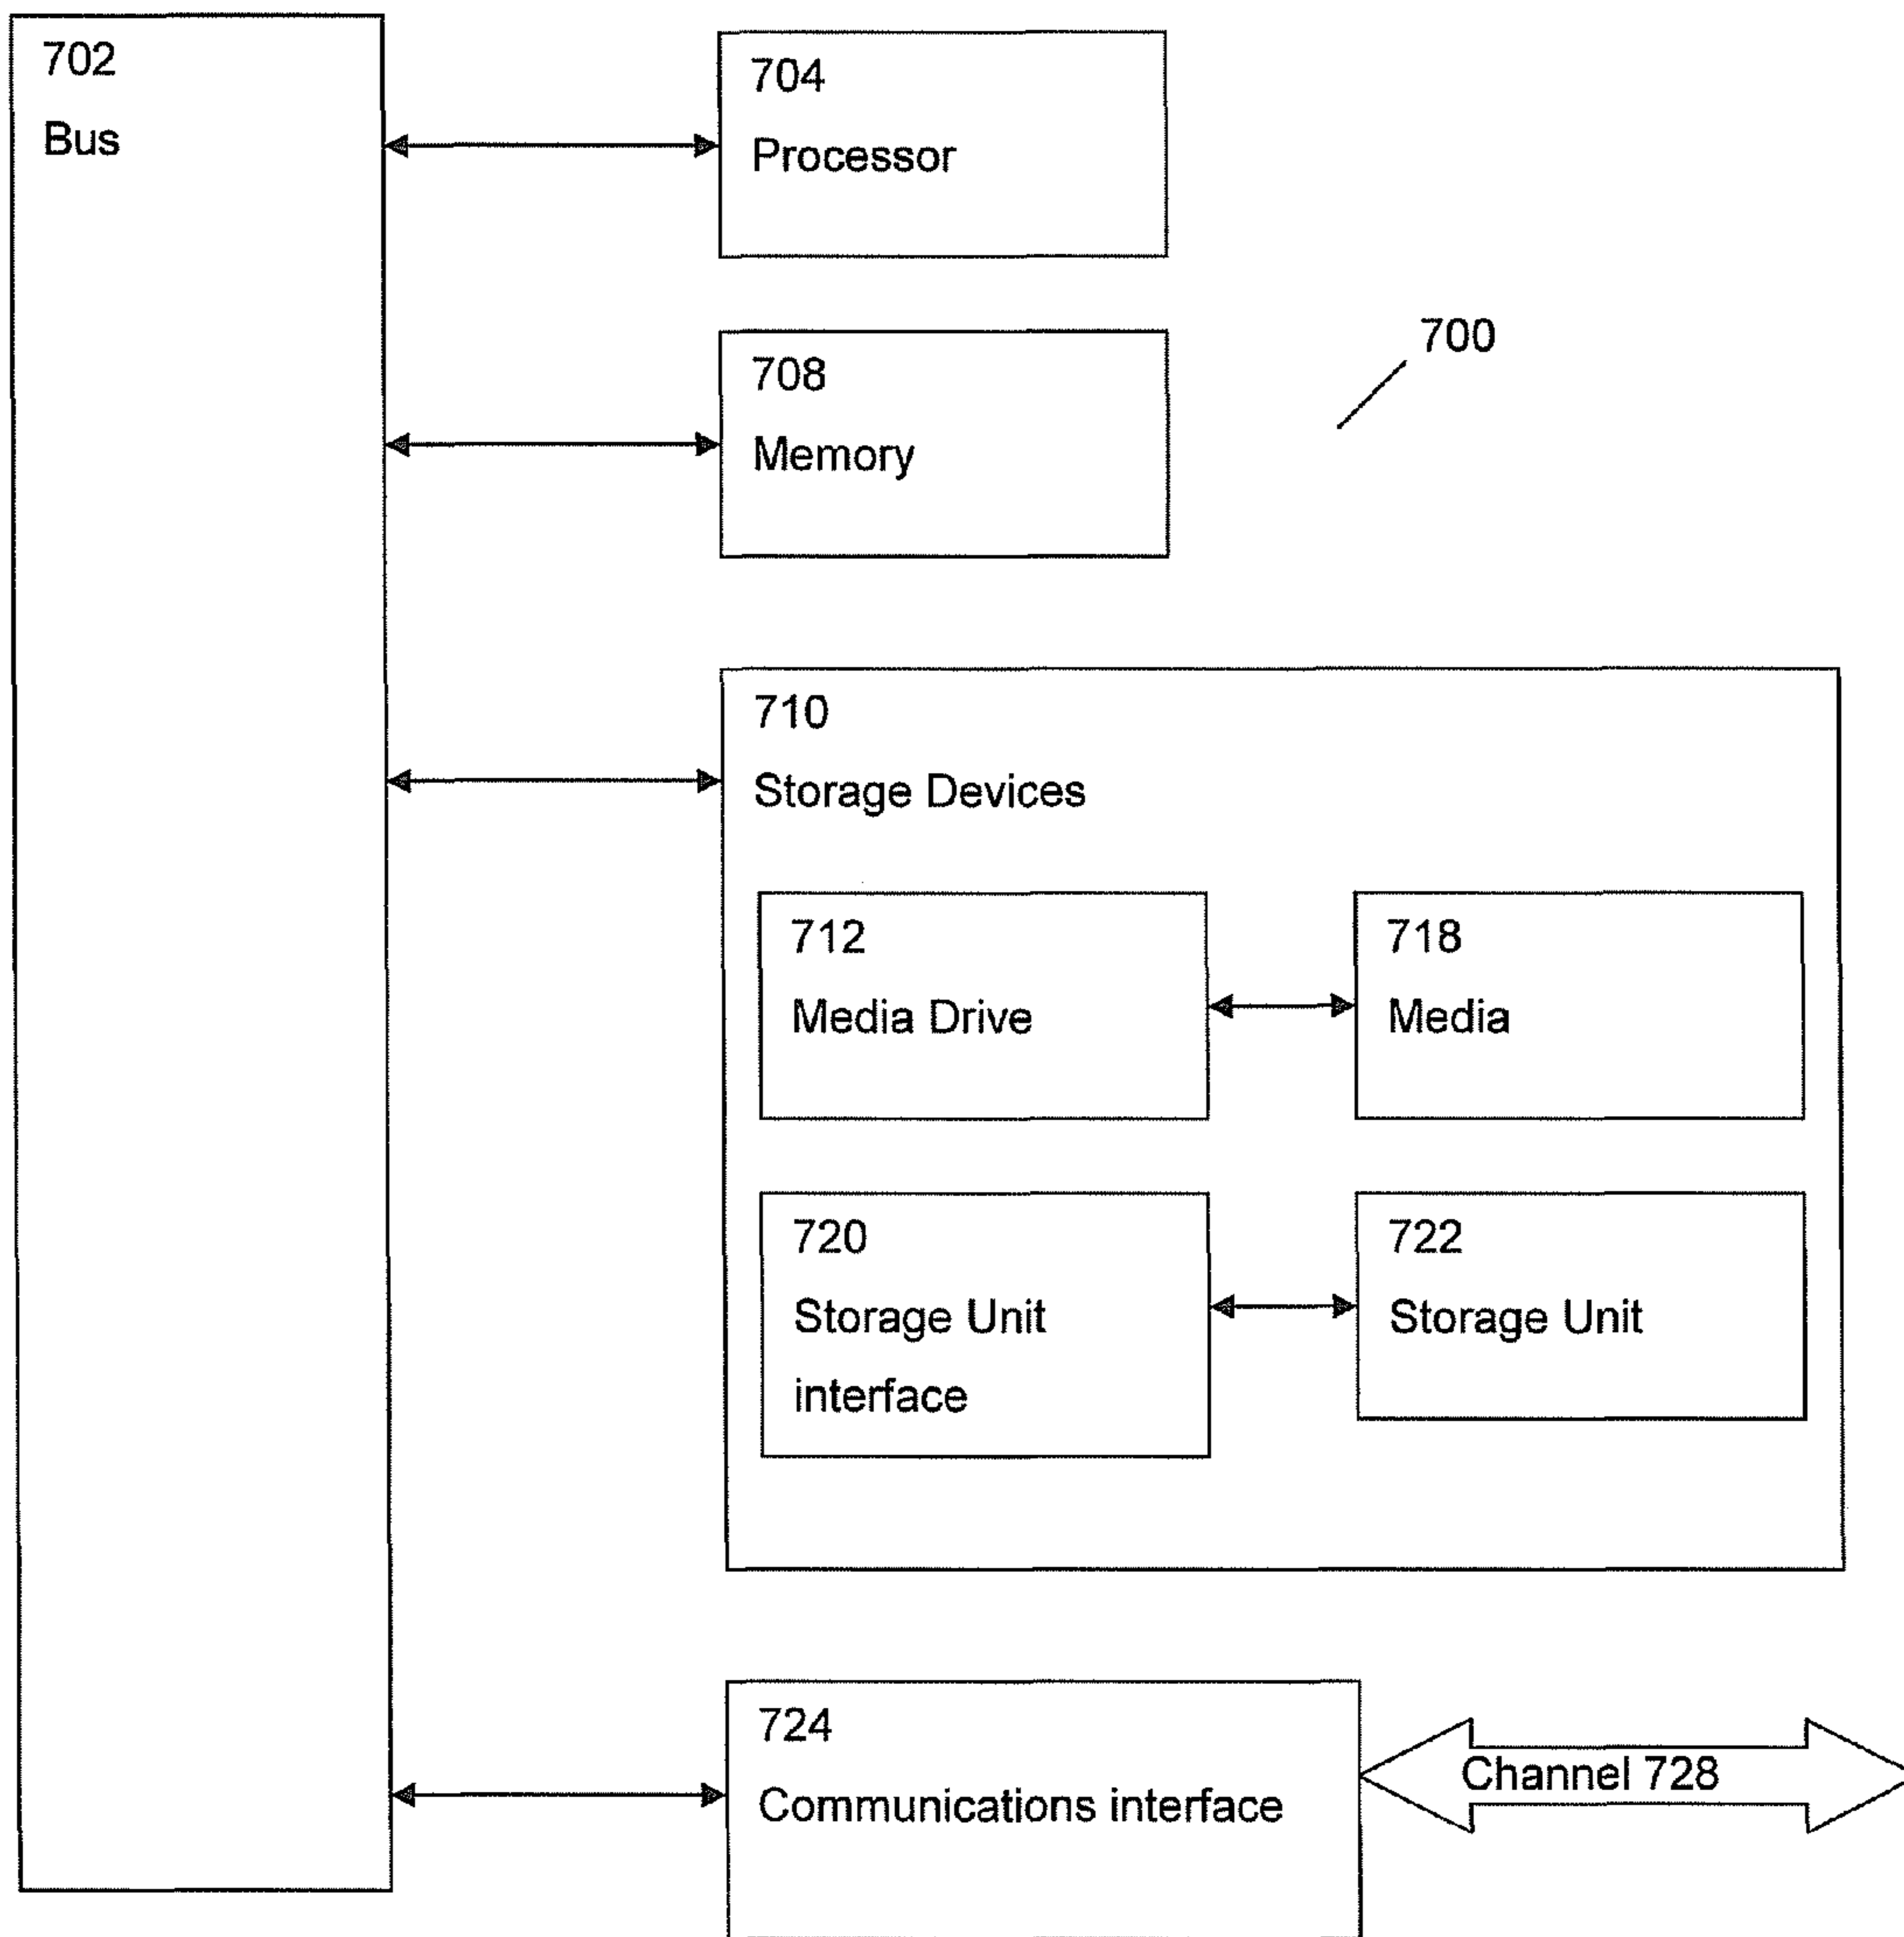 702
Bus
704
Processor
708
Memory
700
710
Storage Devices
712
Media Drive
718
Media
720
Storage Unit
interface
722
Storage Unit
724
Communications interface
Channel 728